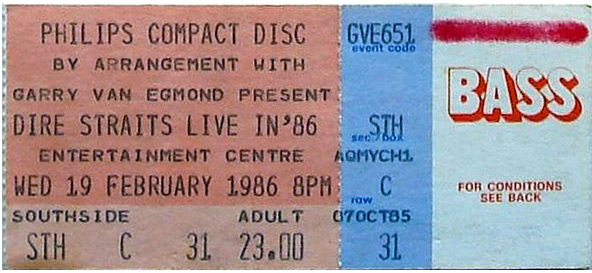 PHILIPS COMPACT DISC
BY ARRANGEMENT WITH
GARRY VAN EGMOND PRESENT
DIRE STRAITS LIVE IN'86
ENTERTAINMENT CENTRE
WED 19 FEBRUARY 1986 8PM
SOUTHSIDE ADULT
STH C 31 23.00
GVE651
event code
STH
sec./box
AQMYCH1
C
row
07OCT85
31
BASS
FOR CONDITIONS
SEE BACK